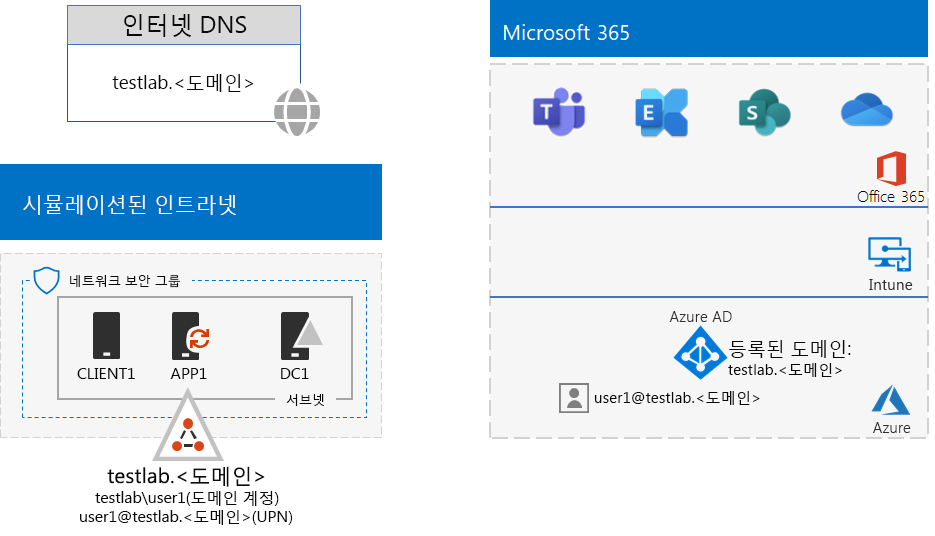 인터넷 DNS
testlab.<도메인>
시뮬레이션된 인트라넷
네트워크 보안 그룹
CLIENT1
APP1
DC1
서브넷
testlab.<도메인>
testlab\user1(도메인 계정)
user1@testlab.<도메인>(UPN)
Microsoft 365
T
E
S
Office 365
Intune
Azure AD
등록된 도메인:
testlab.<도메인>
user1@testlab.<도메인>
Azure